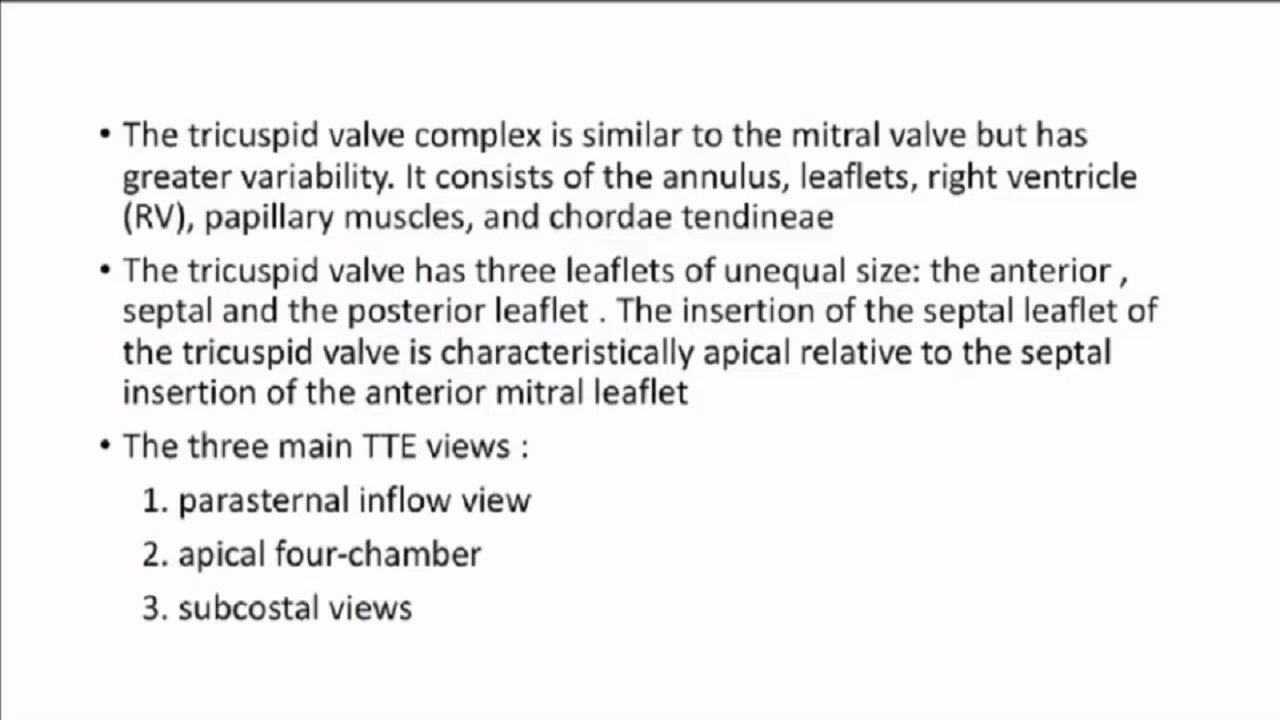 • The tricuspid valve complex is similar to the mitral valve but has
greater variability. It consists of the annulus, leaflets, right ventricle
(RV), papillary muscles, and chordae tendineae
• The tricuspid valve has three leaflets of unequal size: the anterior ,
septal and the posterior leaflet . The insertion of the septal leaflet of
the tricuspid valve is characteristically apical relative to the septal
insertion of the anterior mitral leaflet
• The three main TTE views :
1. parasternal inflow view
2. apical four-chamber
3. subcostal views